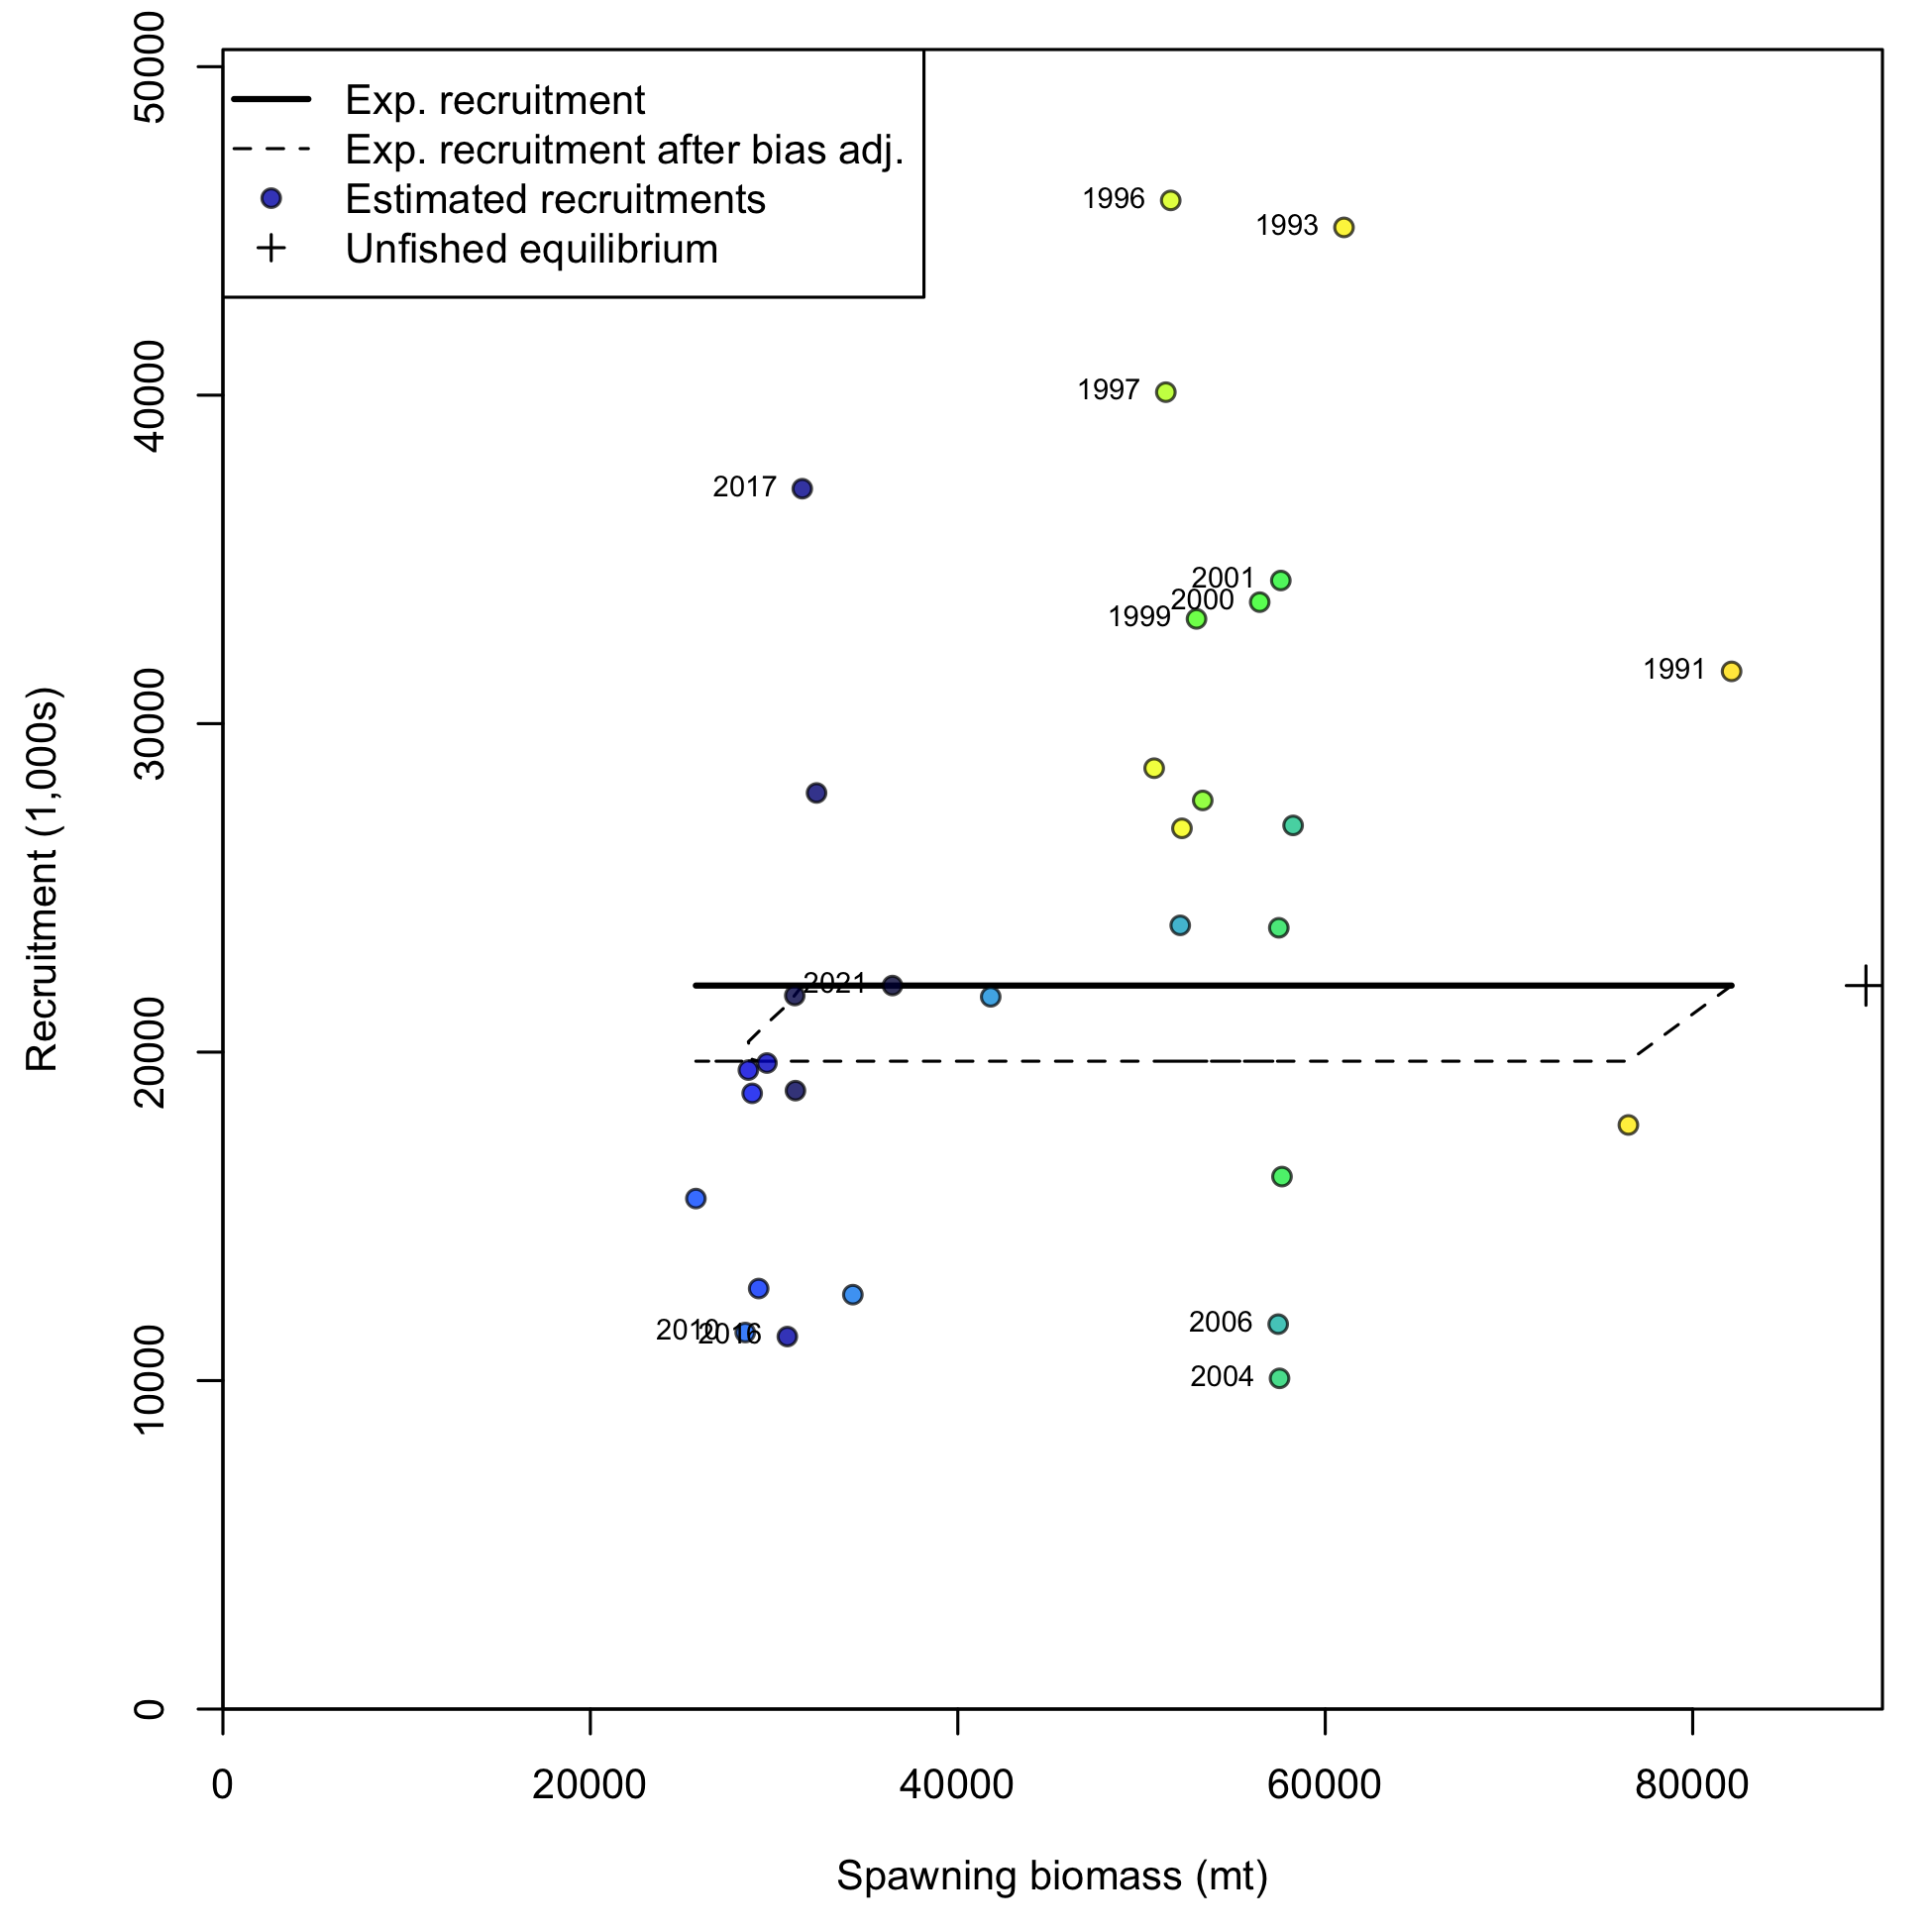 Exp. recruitment
Exp. recruitment after bias adj.
Estimated recruitments
Unfished equilibrium
1996
1993
1997
2017
2001
2000
1999
1991
2021
2010
2016
2006
2004
Recruitment (1,000s)
50000
40000
30000
20000
10000
0
0 20000 40000 60000 80000
Spawning biomass (mt)